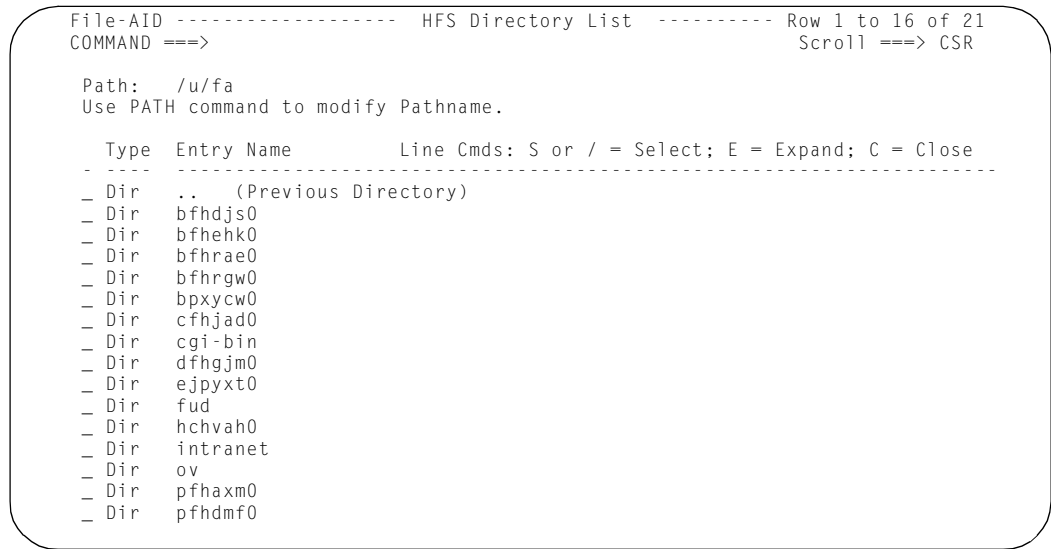 File-AID ------------------- HFS Directory List ---------- Row 1 to 16 of 21
COMMAND ===> Scroll ===> CSR
Path: /u/fa
Use PATH command to modify Pathname.
Type Entry Name Line Cmds: S or / = Select; E = Expand; C = Close
- ---- ----------------------------------------------------------------------
_ Dir .. (Previous Directory)
_ Dir bfhdjs0
_ Dir bfhehk0
_ Dir bfhrae0
_ Dir bfhrgw0
_ Dir bpxycw0
_ Dir cfhjad0
_ Dir cgi-bin
_ Dir dfhgjm0
_ Dir ejpyxt0
_ Dir fud
_ Dir hchvah0
_ Dir intranet
_ Dir ov
_ Dir pfhaxm0
_ Dir pfhdmf0